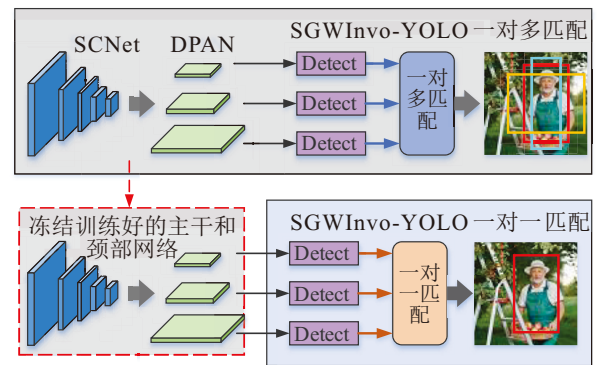 SCNet
DPAN
SGWInvo-YOLO 一对多匹配
Detect
Detect
Detect
一对
多匹
配
冻结训练好的主干和
颈部网络
SGWInvo-YOLO 一对一匹配
Detect
Detect
Detect
一对
一匹
配